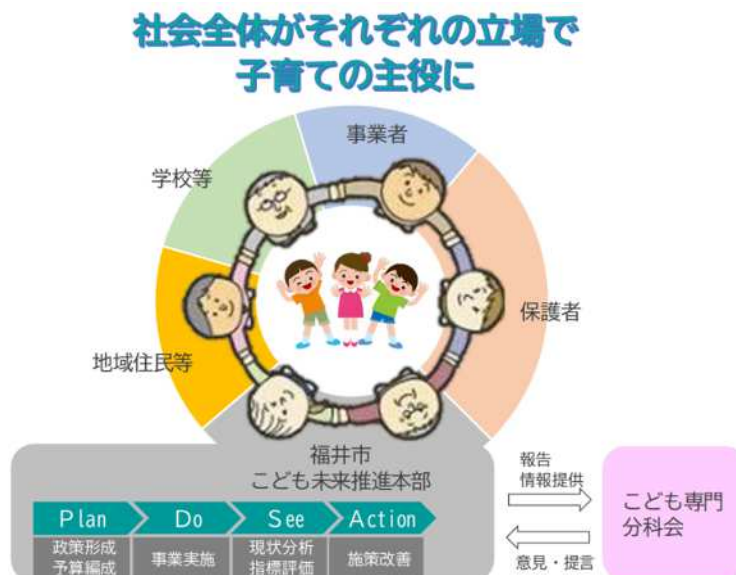 社会全体がそれぞれの立場で
子育ての主役に
事業者
学校等
保護者
地域住民等
福井市
こども未来推進本部
Plan
Do
See
Action
政策形成
予算編成
事業実施
現状分析
指標評価
施策改善
報告
情報提供
意見・提言
こども専門
分科会